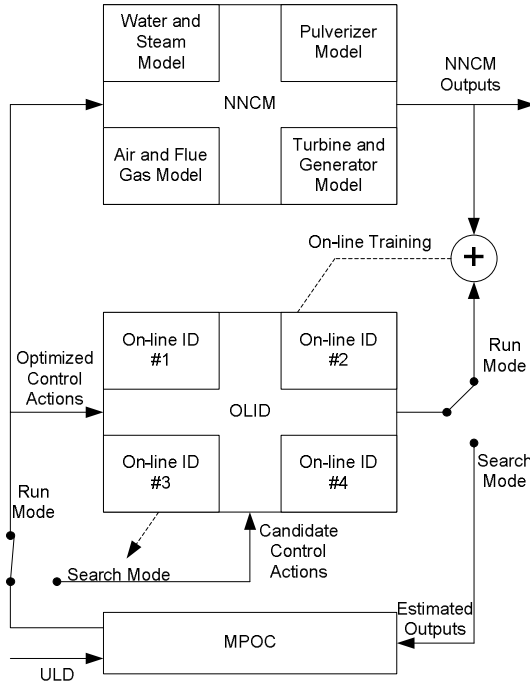 Water and
Steam
Model
Pulverizer
Model
NNCM
Outputs
NNCM
Air and Flue
Gas Model
Turbine and
Generator
Model
On-line Training
+
On-line ID
#1
On-line ID
#2
Run
Mode
Optimized
Control
Actions
OLID
On-line ID
#3
On-line ID
#4
Search
Mode
Run
Mode
Search Mode
Candidate
Control
Actions
Estimated
Outputs
MPOC
ULD